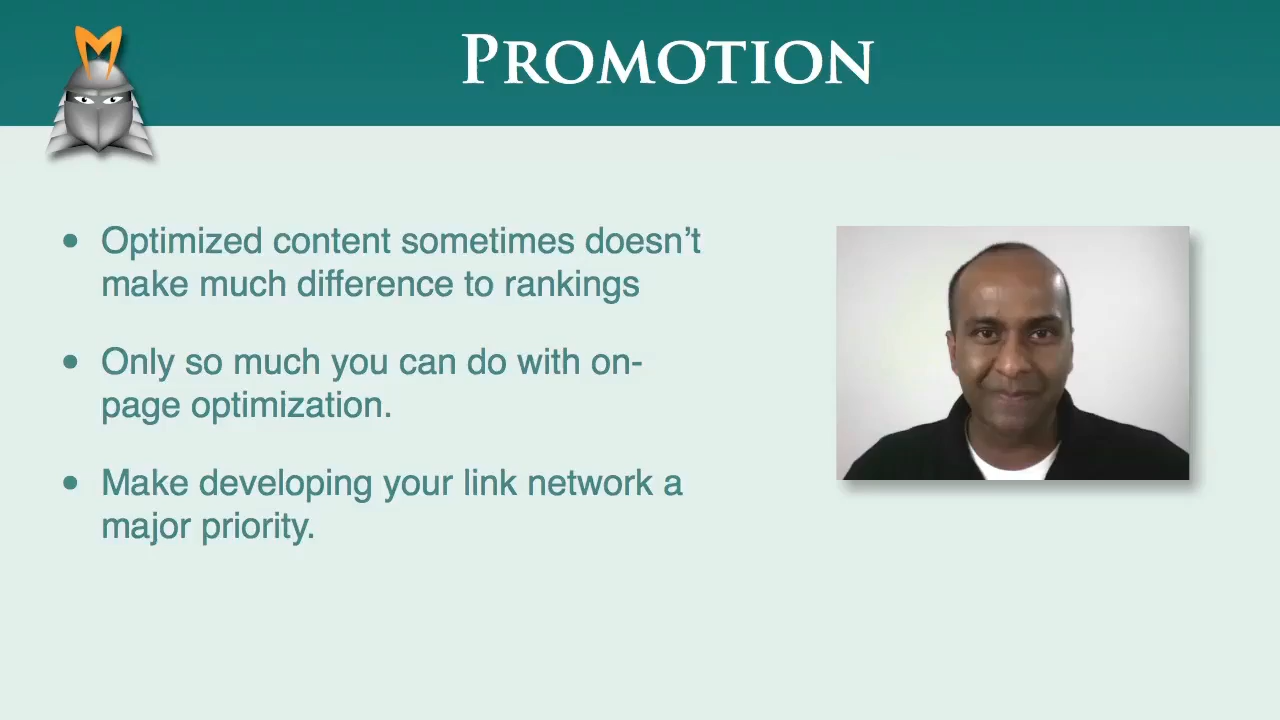 PROMOTION
• Optimized content sometimes doesn’t
make much difference to rankings
• Only so much you can do with on-
page optimization.
• Make developing your link network a
major priority.